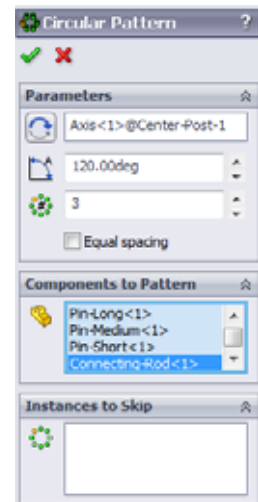 Circular Pattern ?
Parameters
Axis<1>@Center-Post-1
120.00deg
3
Equal spacing
Components to Pattern
Pin-Long<1>
Pin-Medium<1>
Pin-Short<1>
Connecting-Rod<1>
Instances to Skip